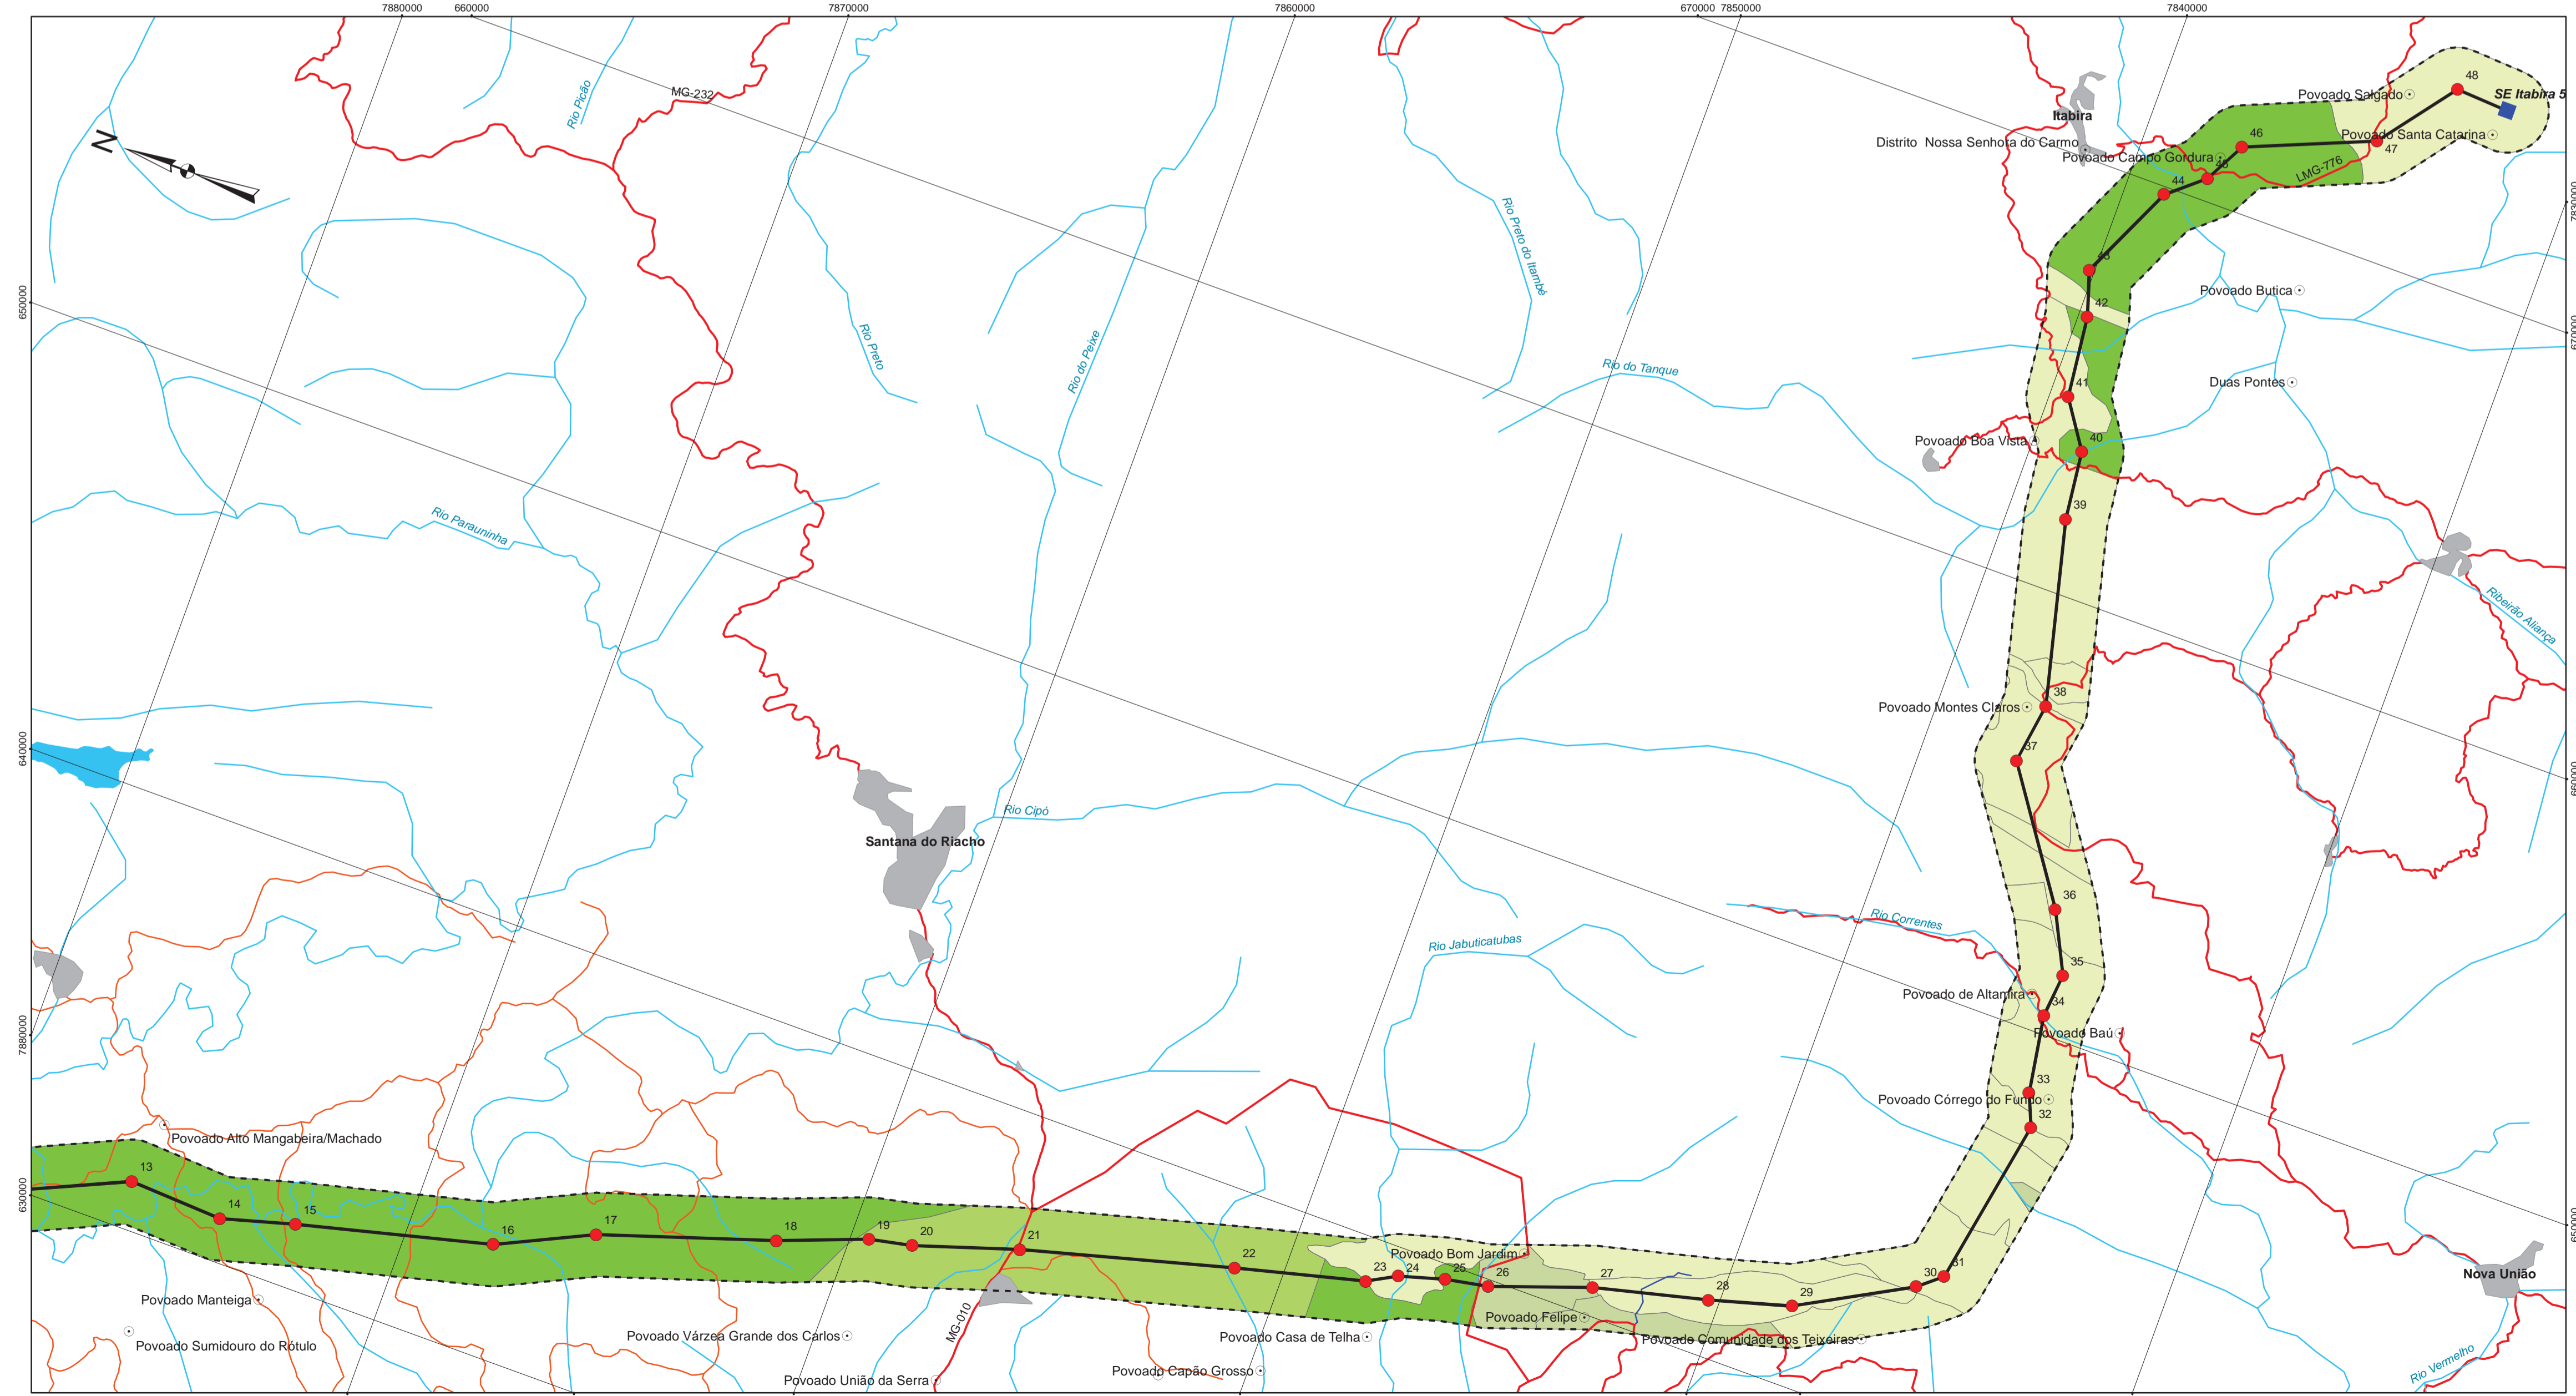 7880000
660000
7870000
7860000
670000
7850000
7840000
MG-232
Rio Picão
N
48
Povoado Salgado
SE Itabira 5
Itabira
46
Povoado Santa Catarina
Distrito Nossa Senhora do Carmo
47
Povoado Campo Gordura
45
LMG-776
44
7830000
Rio Preto do Itambé
43
Povoado Butica
42
650000
670000
Rio Preto
Rio do Peixe
Rio do Tanque
41
Duas Pontes
40
Povoado Boa Vista
39
Rio Parauninha
Ribeirão Aliança
38
Povoado Montes Claros
37
640000
660000
Rio Cipó
Santana do Riacho
36
Rio Correntes
Rio Jabuticatubas
35
Povoado de Altamira
34
7880000
Povoado Baú
33
Povoado Córrego do Fundo
32
Povoado Alto Mangabeira/Machado
13
630000
14
15
16
17
18
19
20
21
22
Povoado Bom Jardim
23
24
25
26
27
28
29
30
31
650000
Nova União
Povoado Manteiga
Povoado Felipe
MG-010
Povoado Várzea Grande dos Carlos
Povoado Casa de Telha
Povoado Comunidade dos Teixeiras
Povoado Sumidouro do Rótulo
Povoado Capão Grosso
Povoado União da Serra
Rio Vermelho